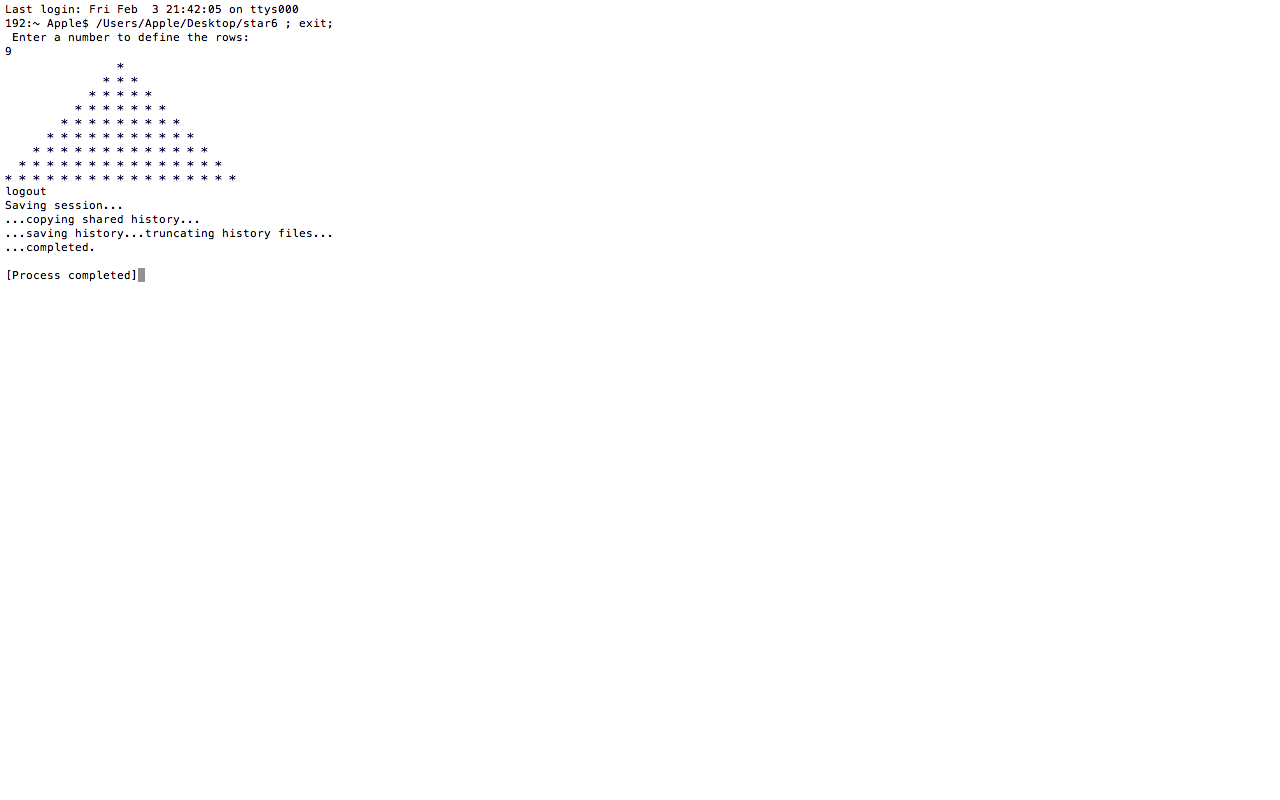 Last login: Fri Feb  3 21:42:05 on ttys000
192:~ Apple$ /Users/Apple/Desktop/star6 ; exit;
 Enter a number to define the rows:
9
                *
              * * *
            * * * * *
          * * * * * * *
        * * * * * * * * *
      * * * * * * * * * * *
    * * * * * * * * * * * * *
  * * * * * * * * * * * * * * *
* * * * * * * * * * * * * * * * *
logout
Saving session...
...copying shared history...
...saving history...truncating history files...
...completed.

[Process completed]